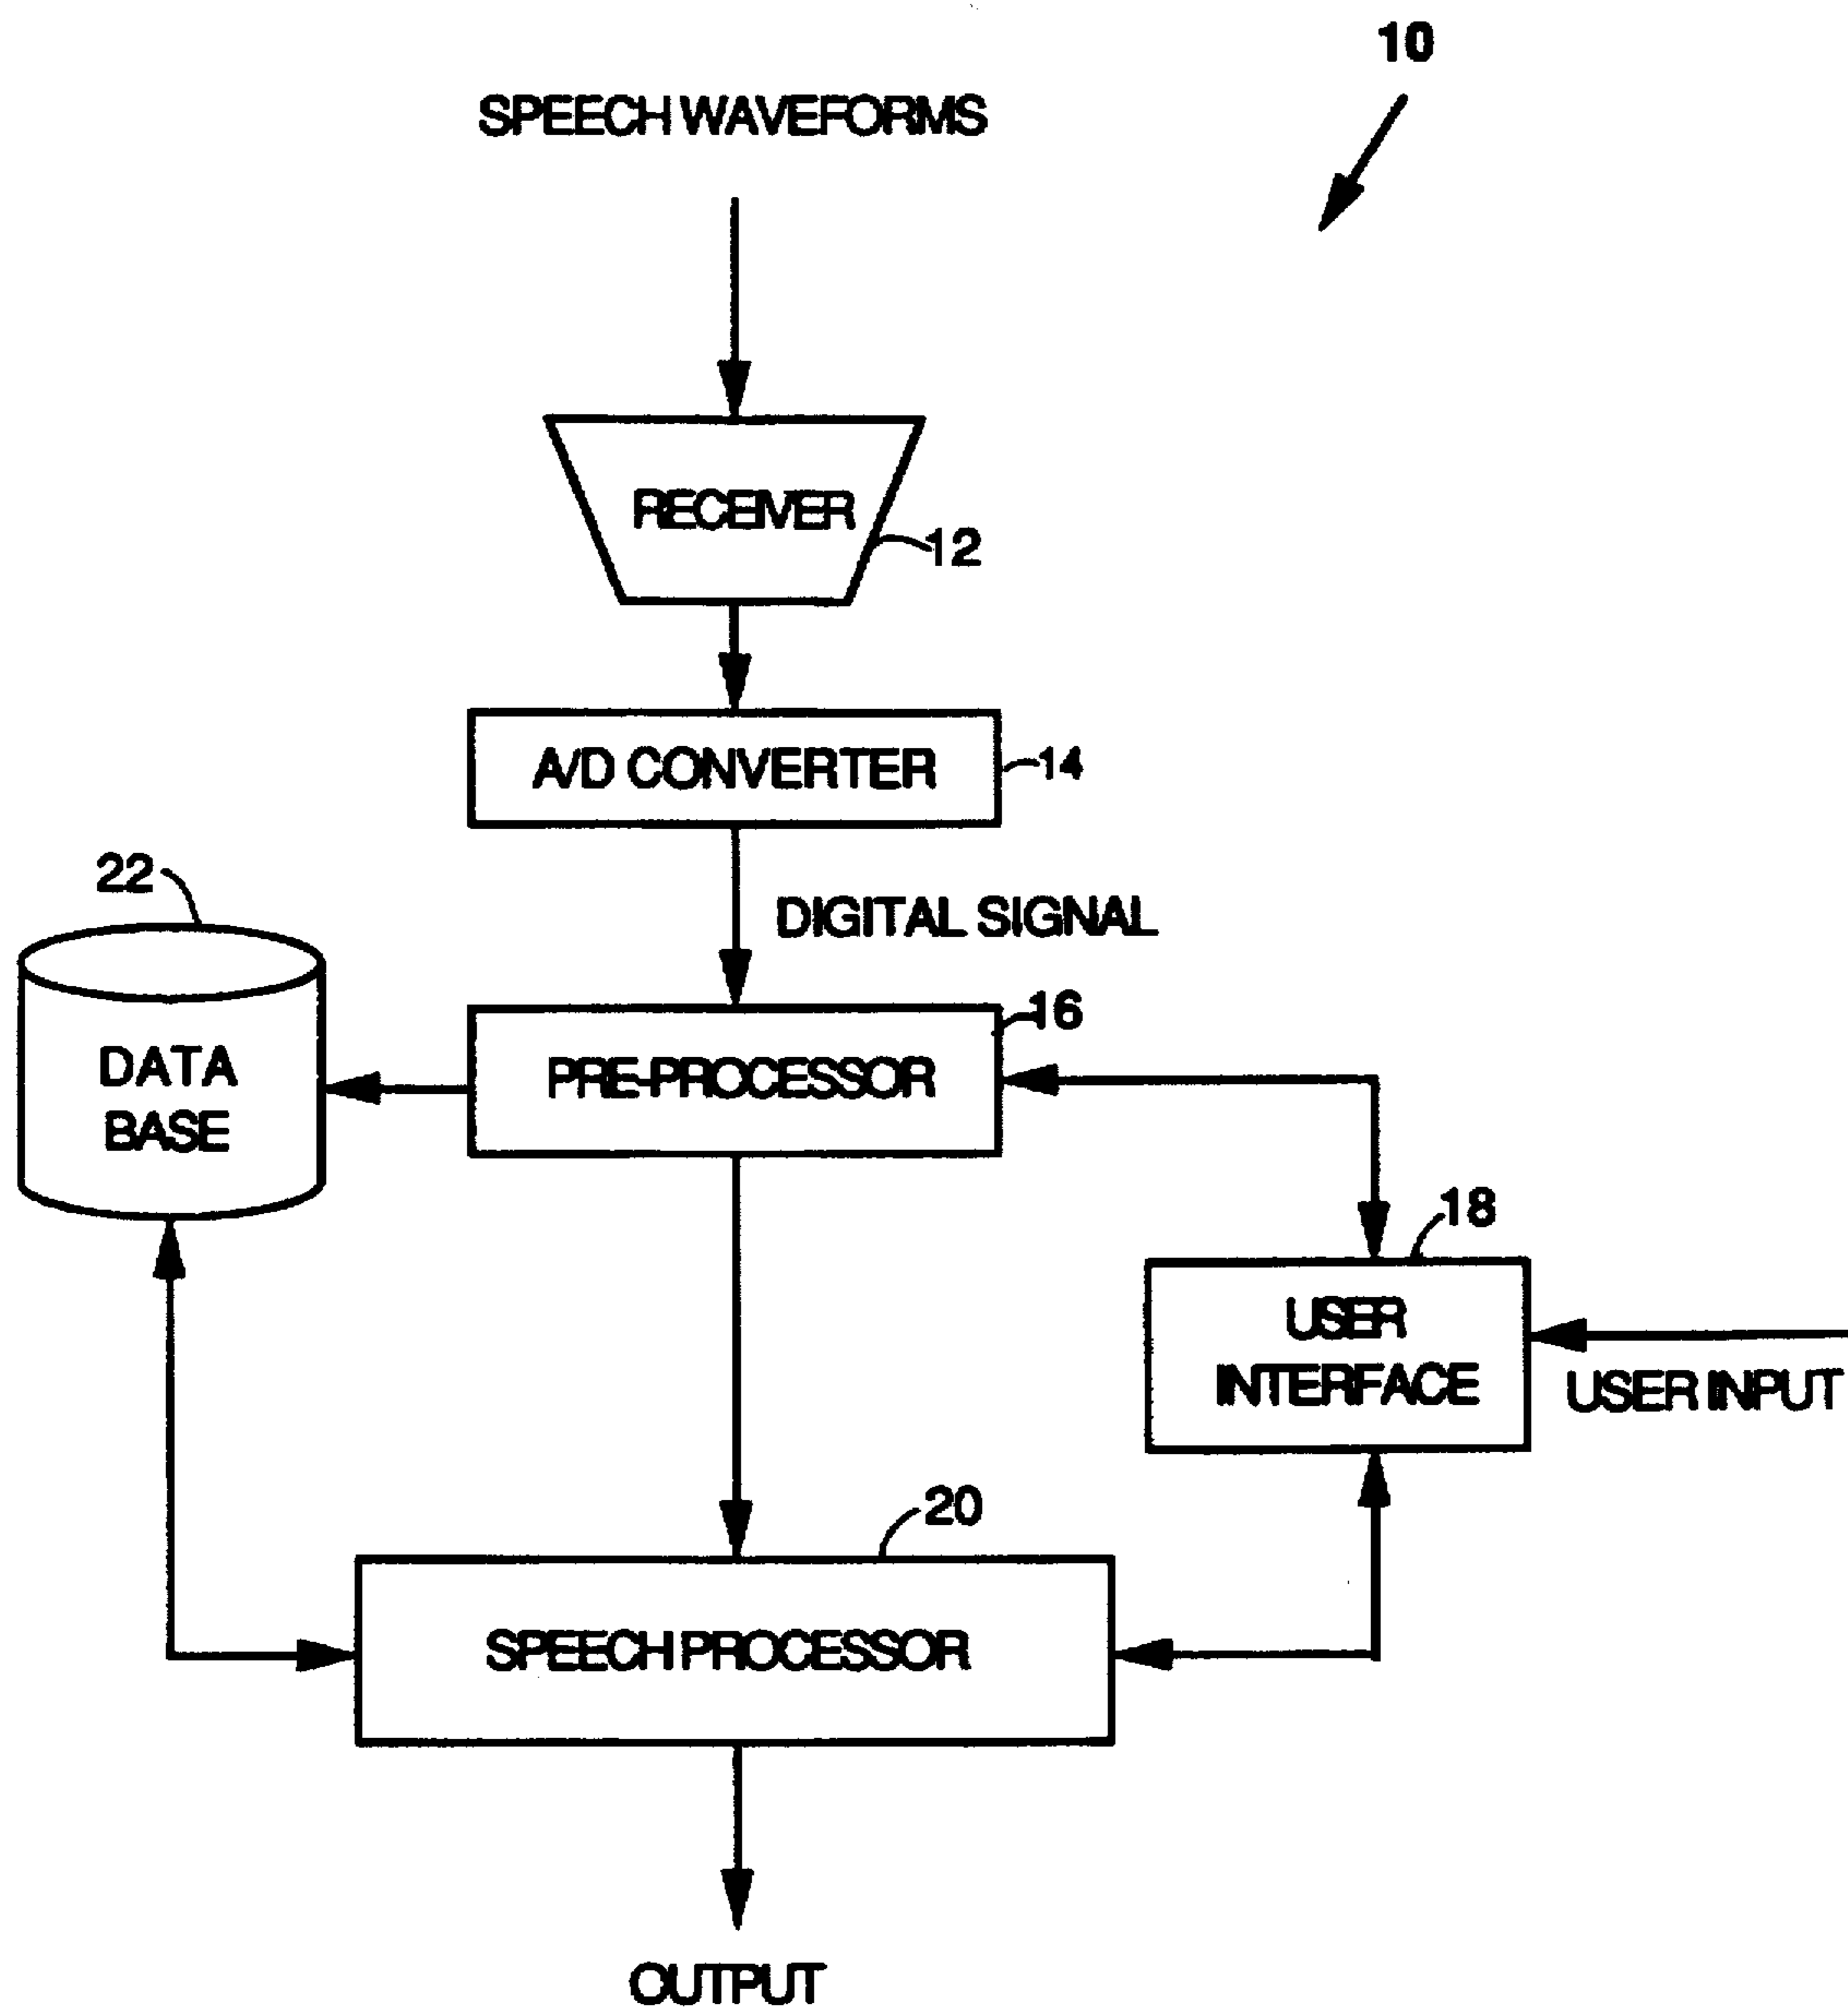 10
SPEECH WAVEFORMS
RECEIVER
12
A/D CONVERTER
14
22
DIGITAL SIGNAL
DATA
BASE
PRE-PROCESSOR
16
18
USER
INTERFACE
USER INPUT
20
SPEECH PROCESSOR
OUTPUT